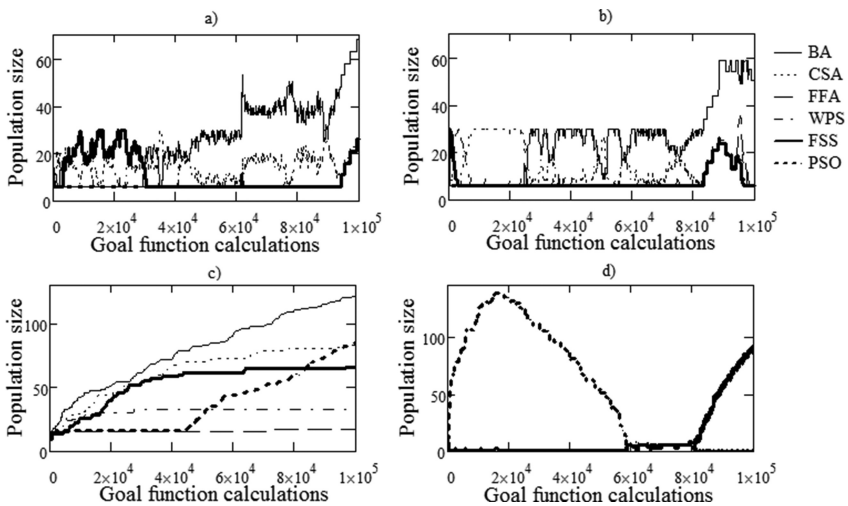 a)
Population size
60
40
20
0
0
2×10^4
4×10^4
6×10^4
8×10^4
1×10^5
Goal function calculations
b)
Population size
60
40
20
0
0
2×10^4
4×10^4
6×10^4
8×10^4
1×10^5
Goal function calculations
BA
CSA
FFA
WPS
FSS
PSO
c)
Population size
100
50
0
0
2×10^4
4×10^4
6×10^4
8×10^4
1×10^5
Goal function calculations
d)
Population size
100
50
0
0
2×10^4
4×10^4
6×10^4
8×10^4
1×10^5
Goal function calculations